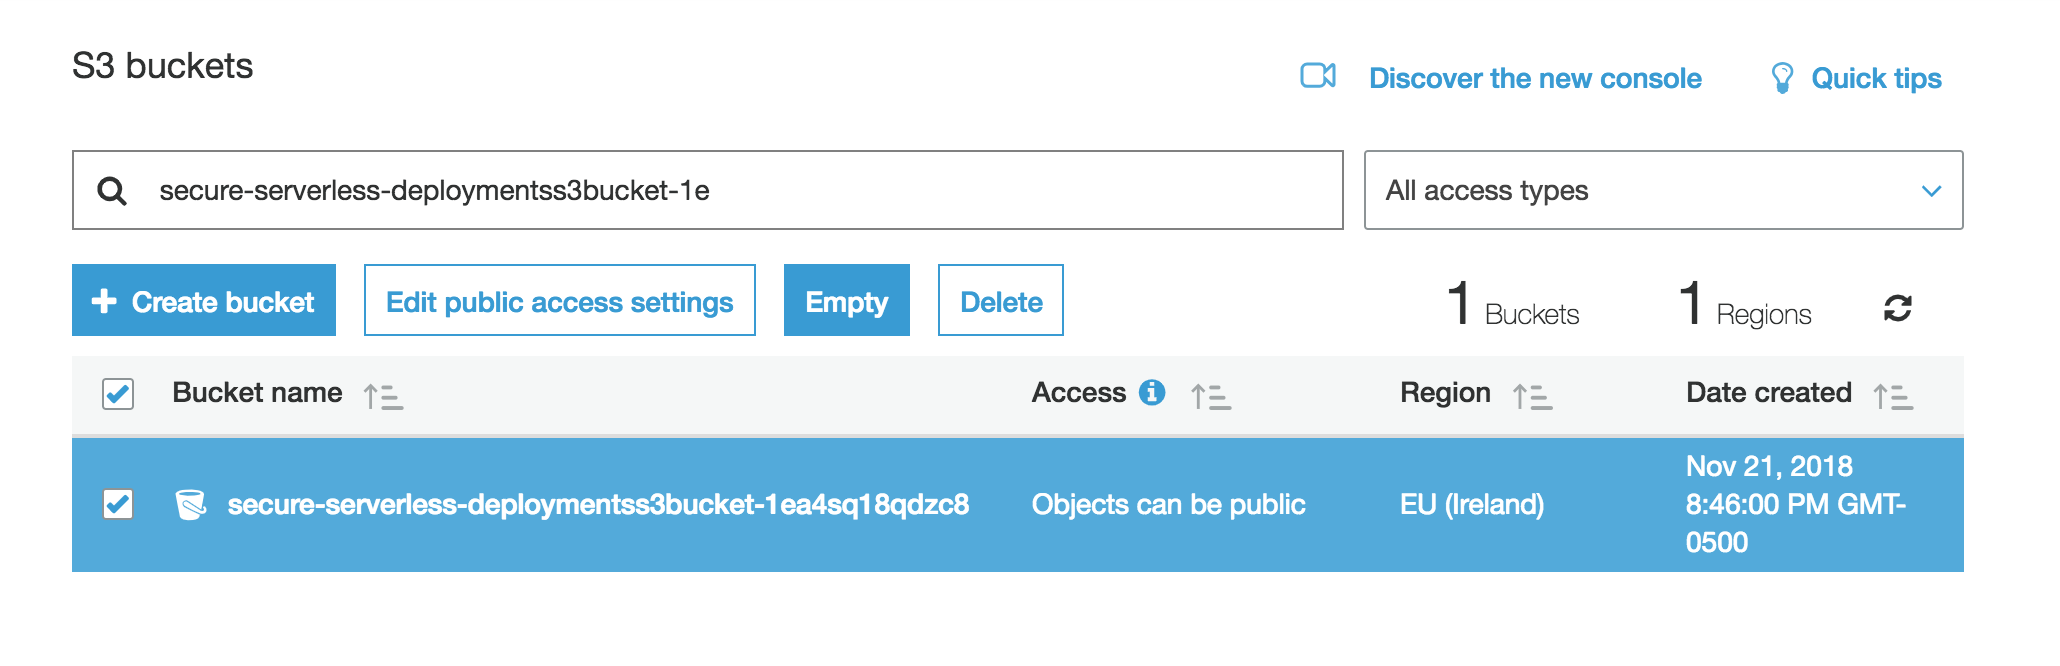 S3 buckets
Discover the new console
Quick tips
secure-serverless-deploymentss3bucket-1e
All access types
Create bucket
Edit public access settings
Empty
Delete
1 Buckets
1 Regions
Bucket name
Access
Region
Date created
secure-serverless-deploymentss3bucket-1ea4sq18qdzc8
Objects can be public
EU (Ireland)
Nov 21, 2018
8:46:00 PM GMT-
0500